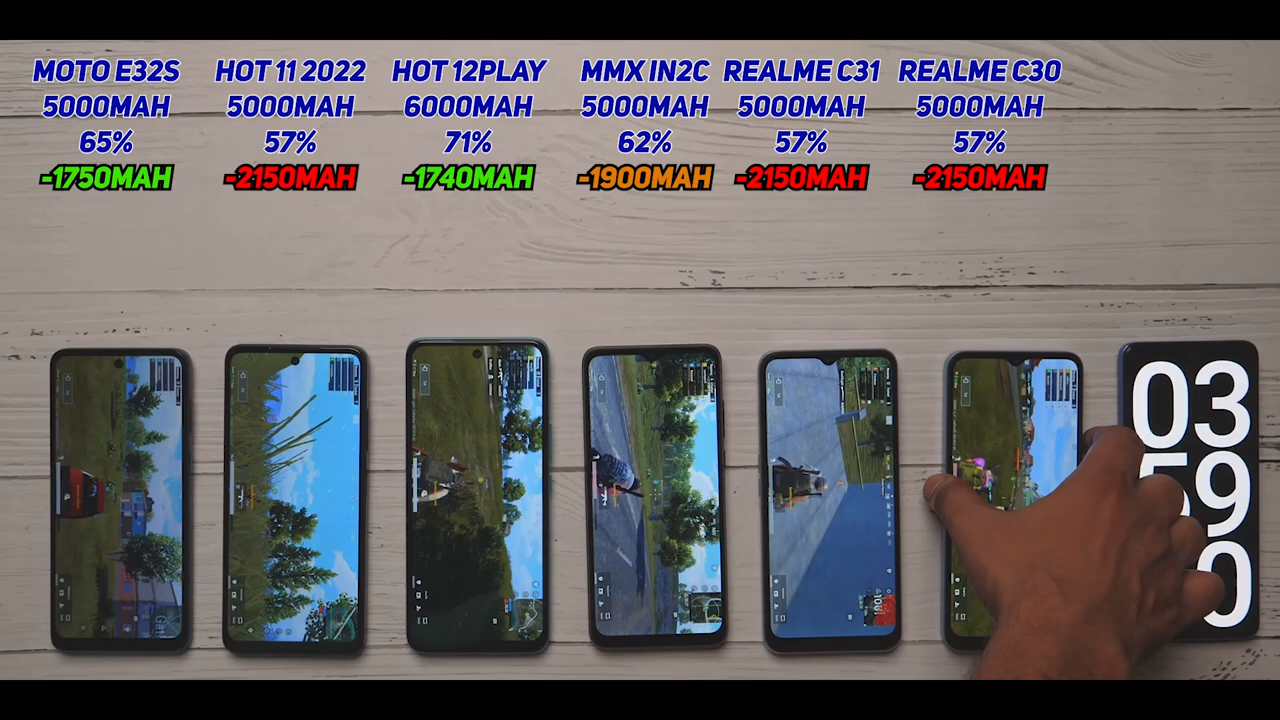 MOTO E32S
5000MAH
65%
-1750MAH
HOT 11 2022
5000MAH
57%
-2150MAH
HOT 12PLAY
6000MAH
71%
-1740MAH
MMX IN2C
5000MAH
62%
-1900MAH
REALME C31
5000MAH
57%
-2150MAH
REALME C30
5000MAH
57%
-2150MAH
03